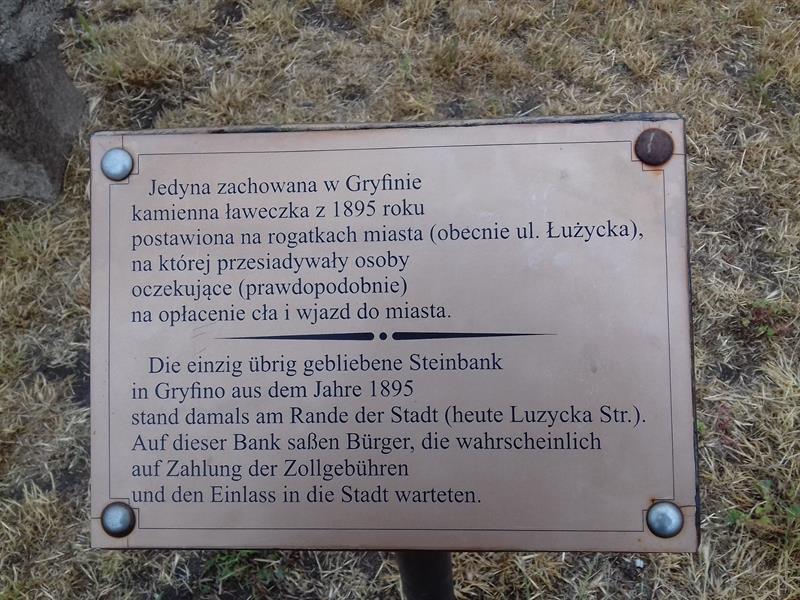 Jedyna zachowana w Gryfinie
kamienna ławeczka z 1895 roku
postawiona na rogatkach miasta (obecnie ul. Łużycka),
na której przesiadywały osoby
oczekujące (prawdopodobnie)
na opłacenie cła i wjazd do miasta.
Die einzig übrig gebliebene Steinbank
in Gryfino aus dem Jahre 1895
stand damals am Rande der Stadt (heute Luzycka Str.).
Auf dieser Bank saßen Bürger, die wahrscheinlich
auf Zahlung der Zollgebühren
und den Einlass in die Stadt warteten.